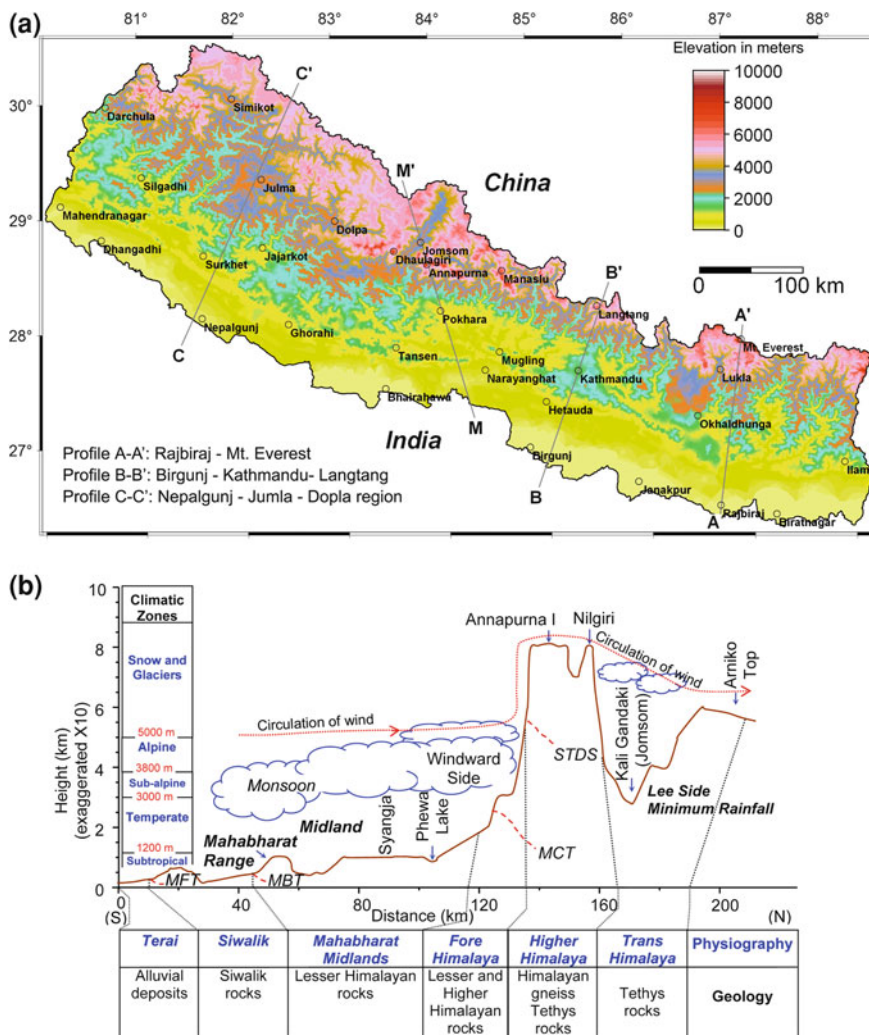 (a)
81° 82° 83° 84° 85° 86° 87° 88°
30°
29°
28°
27°
Elevation in meters
10000
8000
6000
4000
2000
0
0 100 km
China
India
C'
M'
B'
A'
C
M
B
A
Darchula
Simikot
Silgadhi
Julma
Mahendranagar
Dolpa
Dhangadhi
Surkhet
Jajarkot
Jomsom
Dhaulagiri
Annapurna
Manaslu
Langtang
Nepalgunj
Ghorahi
Pokhara
Mt. Everest
Tansen
Mugling
Lukla
Narayanghat
Kathmandu
Bhairahawa
Hetauda
Okhaldhunga
Birgunj
Ilam
Janakpur
Rajbiraj
Biratnagar
Profile A-A': Rajbiraj - Mt. Everest
Profile B-B': Birgunj - Kathmandu- Langtang
Profile C-C': Nepalgunj - Jumla - Dopla region
(b)
Height (km)
(exaggerated X10)
10
8
6
4
2
0
Climatic
Zones
Snow and
Glaciers
5000 m
Alpine
3800 m
Sub-alpine
3000 m
Temperate
1200 m
Subtropical
Annapurna I
Nilgiri
Circulation of wind
Arniko
Top
Circulation of wind
Monsoon
Windward
Side
STDS
Kali Gandaki
(Jomsom)
Lee Side
Minimum Rainfall
Midland
Syangja
Phewa
Lake
Mahabharat
Range
MCT
MFT
MBT
0 40 80 120 160 200
(S) Distance (km) (N)
Terai
Siwalik
Mahabharat
Midlands
Fore
Himalaya
Higher
Himalaya
Trans
Himalaya
Physiography
Alluvial
deposits
Siwalik
rocks
Lesser Himalayan
rocks
Lesser and
Higher
Himalayan
rocks
Himalayan
gneiss
Tethys
rocks
Tethys
rocks
Geology